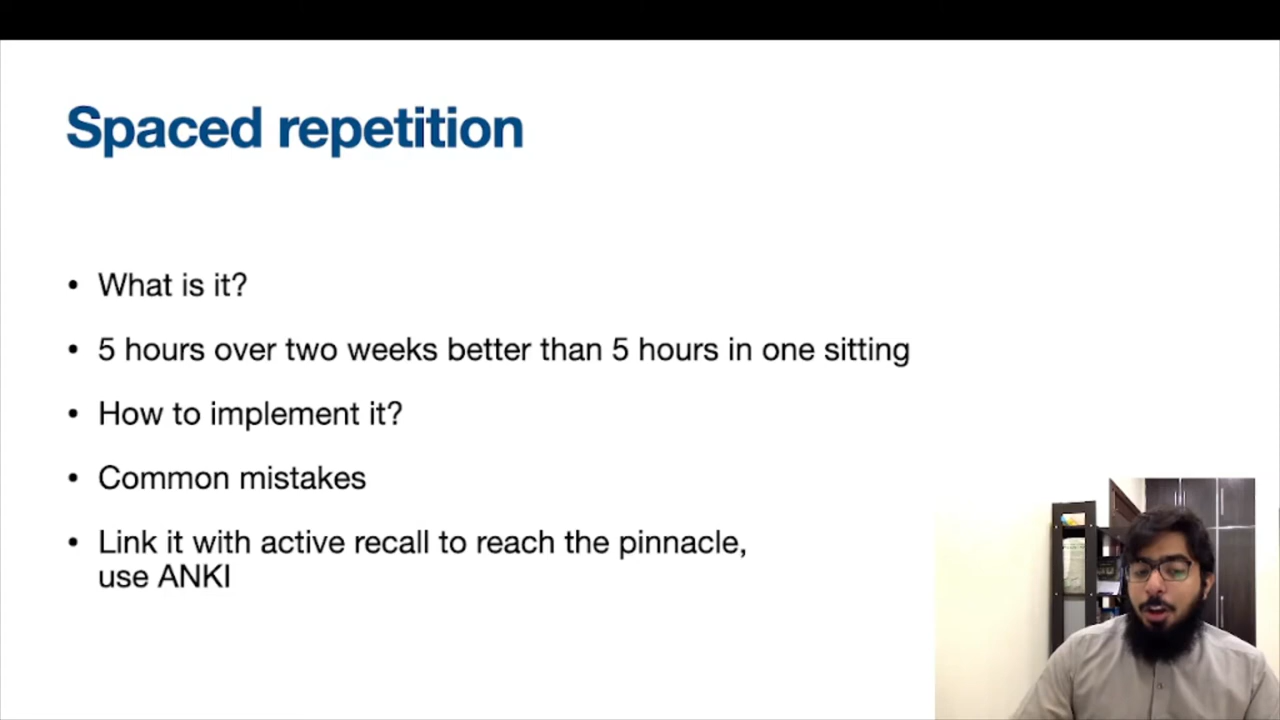 Spaced repetition
• What is it?
• 5 hours over two weeks better than 5 hours in one sitting
• How to implement it?
• Common mistakes
• Link it with active recall to reach the pinnacle,
use ANKI